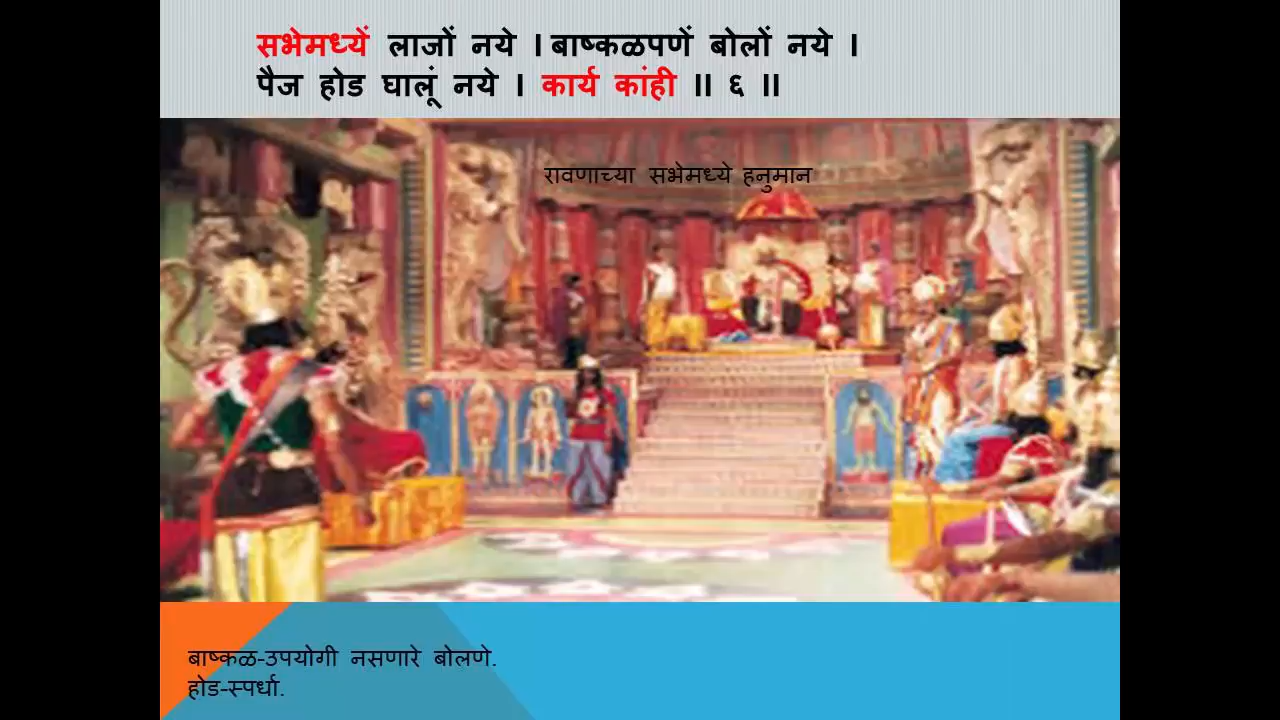 सभेमध्यें लाजों नये । बाष्कळपणें बोलों नये ।
पैज होड घालूं नये । कार्य कांही ॥ ६ ॥
रावणाच्या सभेमध्ये हनुमान
बाष्कळ-उपयोगी नसणारे बोलणे.
होड-स्पर्धा.